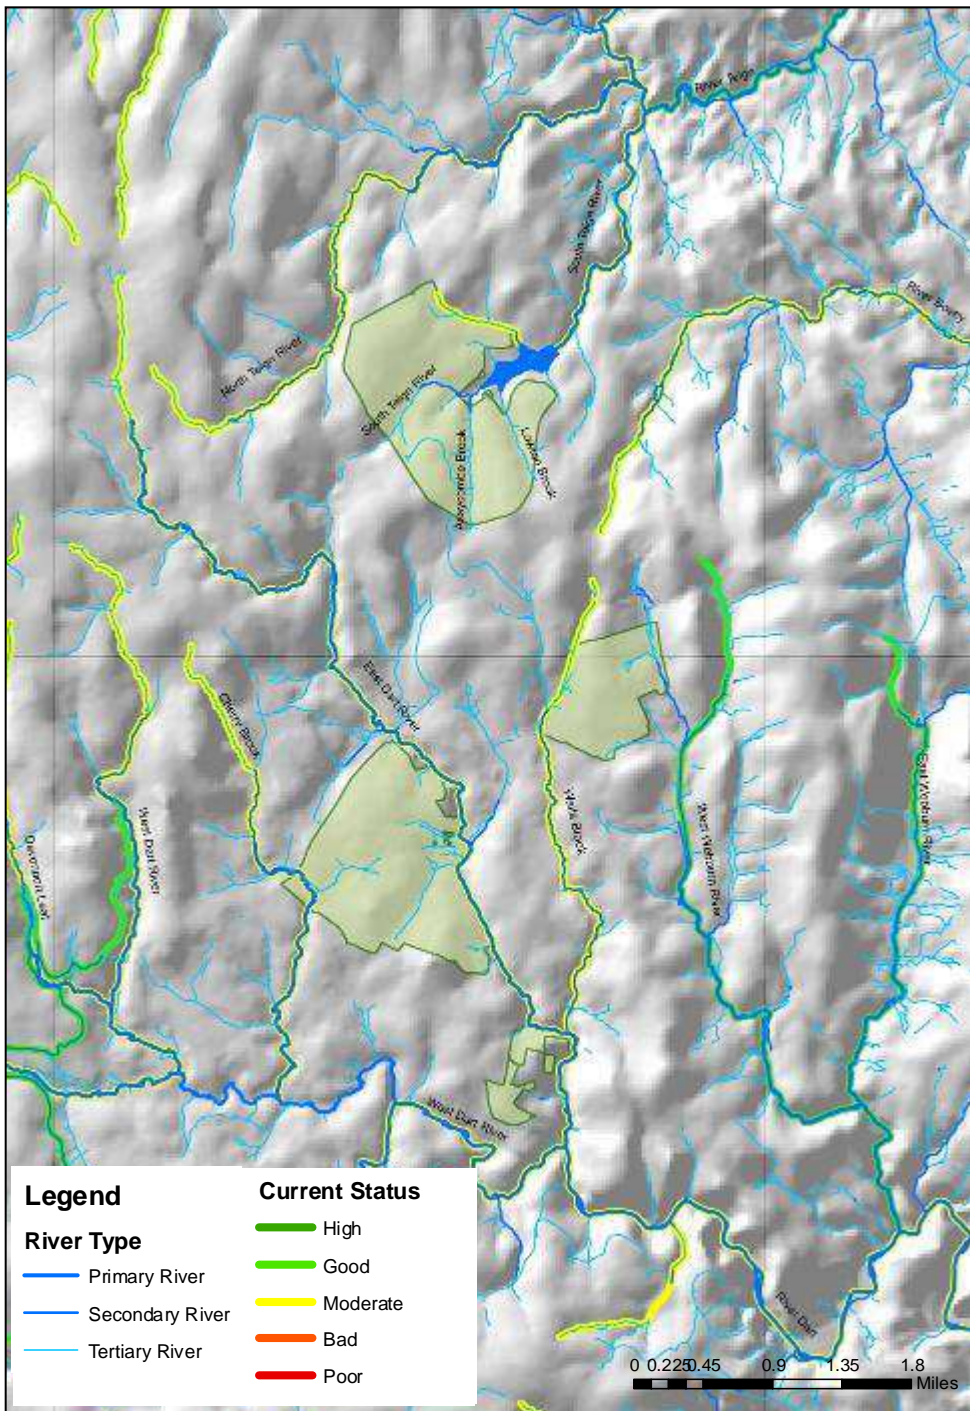 River Teign
South Teign River
River Bovey
North Teign River
South Teign River
Lowton Brook
East Dart River
Cherry Brook
West Dart River
West Webburn River
East Webburn River
West Dart River
River Dart
Legend
River Type
Primary River
Secondary River
Tertiary River
Current Status
High
Good
Moderate
Bad
Poor
0 0.225 0.45 0.9 1.35 1.8
Miles